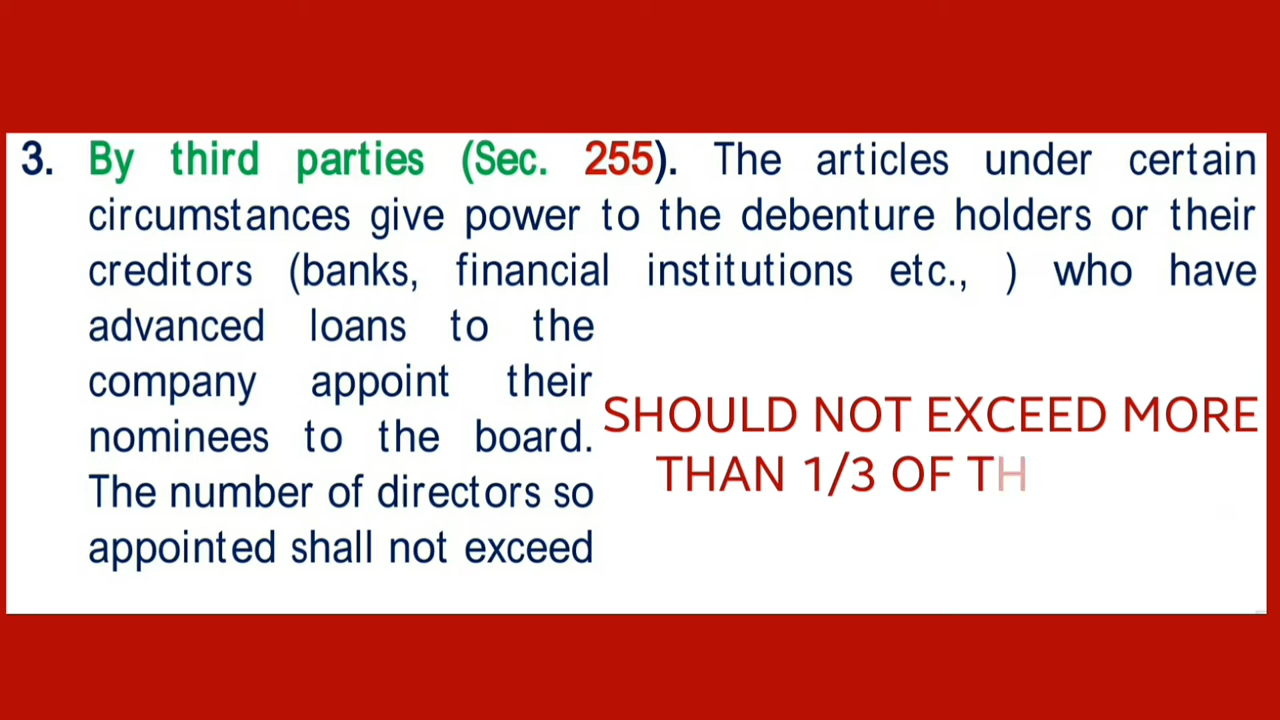 3. By third parties (Sec. 255). The articles under certain
circumstances give power to the debenture holders or their
creditors (banks, financial institutions etc., ) who have
advanced loans to the
company appoint their
nominees to the board.
The number of directors so
appointed shall not exceed
SHOULD NOT EXCEED MORE
THAN 1/3 OF TH